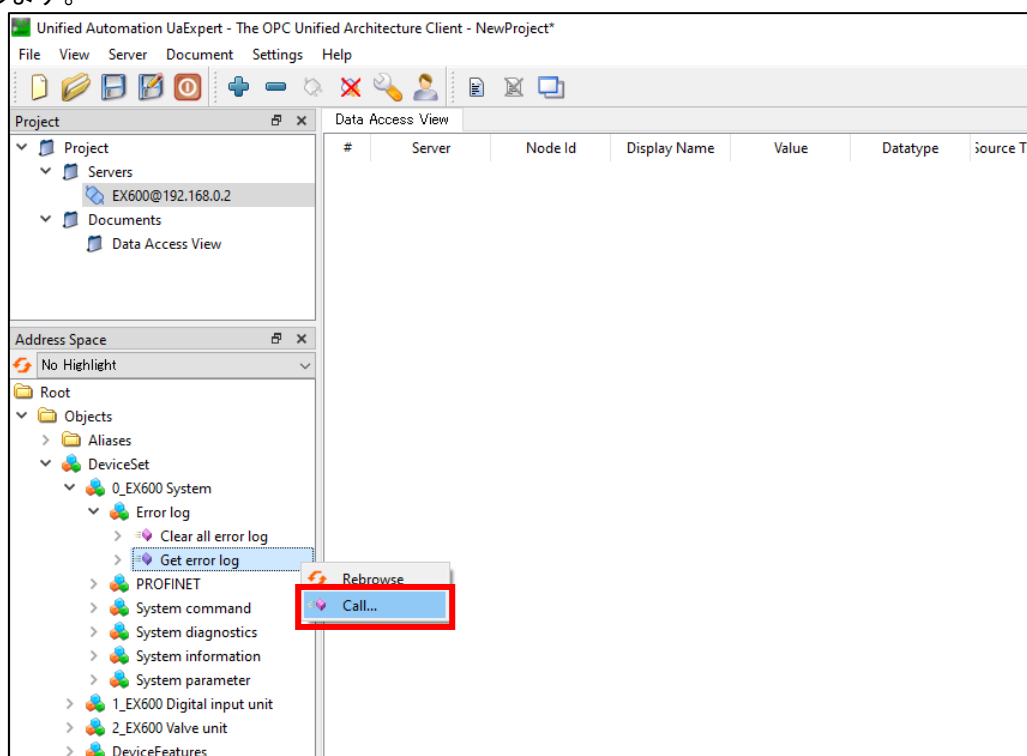 ます。
Unified Automation UaExpert - The OPC Unified Architecture Client - NewProject*
File View Server Document Settings Help
Project
Data Access View
# Server Node Id Display Name Value Datatype Source T
Project
Servers
EX600@192.168.0.2
Documents
Data Access View
Address Space
No Highlight
Root
Objects
Aliases
DeviceSet
0_EX600 System
Error log
Clear all error log
Get error log
Rebrowse
Call...
PROFINET
System command
System diagnostics
System information
System parameter
1_EX600 Digital input unit
2_EX600 Valve unit
DeviceFeatures